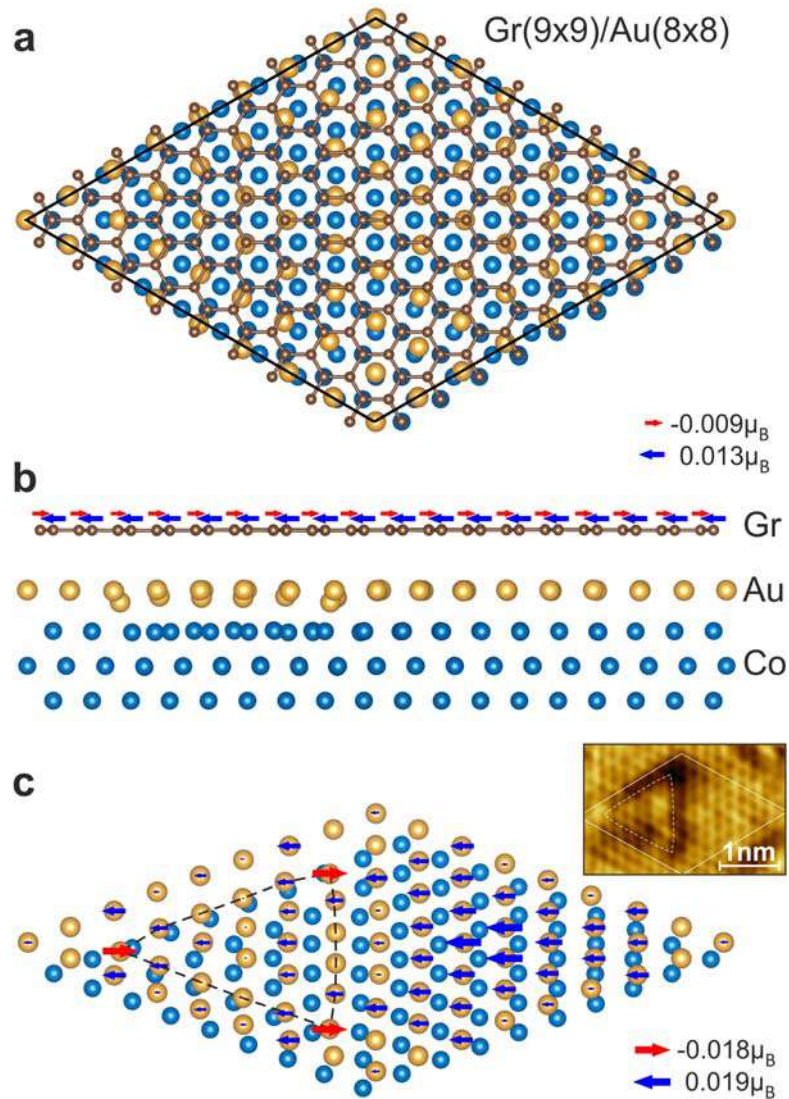 a
Gr(9x9)/Au(8x8)
-0.009μB
0.013μB
b
Gr
Au
Co
c
1nm
-0.018μB
0.019μB